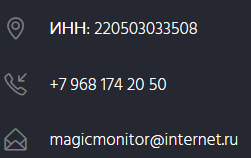 ИНН: 220503033508
+7 968 174 20 50
magicmonitor@internet.ru